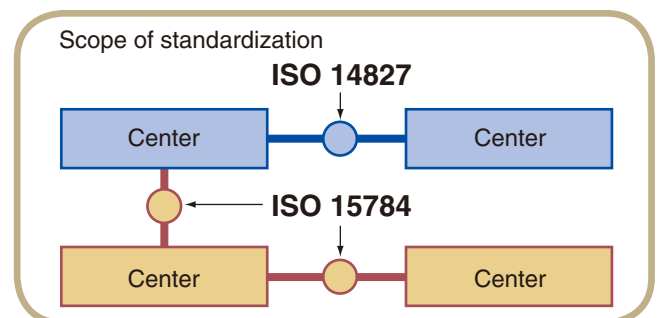 Scope of standardization
ISO 14827
Center
Center
ISO 15784
Center
Center